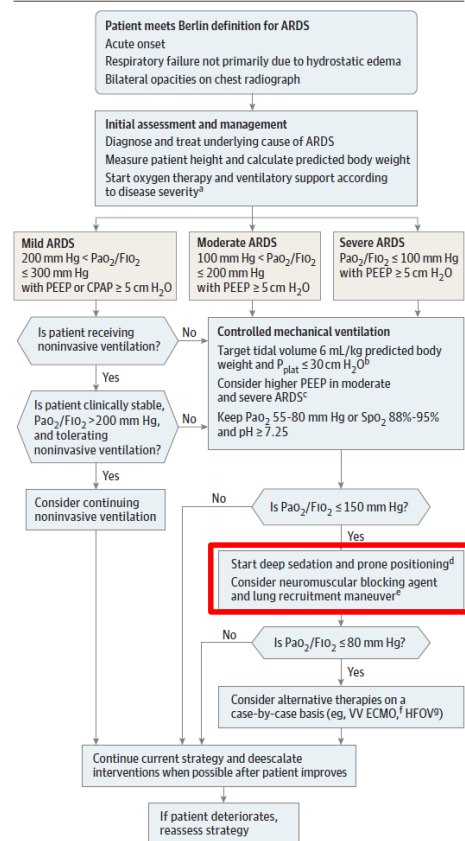 Patient meets Berlin definition for ARDS
Acute onset
Respiratory failure not primarily due to hydrostatic edema
Bilateral opacities on chest radiograph
Initial assessment and management
Diagnose and treat underlying cause of ARDS
Measure patient height and calculate predicted body weight
Start oxygen therapy and ventilatory support according
to disease severityᵃ
Mild ARDS
200 mm Hg < PaO₂/FIO₂
≤ 300 mm Hg
with PEEP or CPAP ≥ 5 cm H₂O
Moderate ARDS
100 mm Hg < PaO₂/FIO₂
≤ 200 mm Hg
with PEEP ≥ 5 cm H₂O
Severe ARDS
PaO₂/FIO₂ ≤ 100 mm Hg
with PEEP ≥ 5 cm H₂O
Is patient receiving
noninvasive ventilation?
No
Yes
Controlled mechanical ventilation
Target tidal volume 6 mL/kg predicted body
weight and Pplat ≤ 30 cm H₂Oᵇ
Consider higher PEEP in moderate
and severe ARDSᶜ
Keep PaO₂ 55-80 mm Hg or SpO₂ 88%-95%
and pH ≥ 7.25
Is patient clinically stable,
PaO₂/FIO₂ >200 mm Hg,
and tolerating
noninvasive ventilation?
No
Yes
Consider continuing
noninvasive ventilation
No
Is PaO₂/FIO₂ ≤ 150 mm Hg?
Yes
Start deep sedation and prone positioningᵈ
Consider neuromuscular blocking agent
and lung recruitment maneuverᵉ
No
Is PaO₂/FIO₂ ≤ 80 mm Hg?
Yes
Consider alternative therapies on a
case-by-case basis (eg, VV ECMO,ᶠ HFOVᵍ)
Continue current strategy and deescalate
interventions when possible after patient improves
If patient deteriorates,
reassess strategy